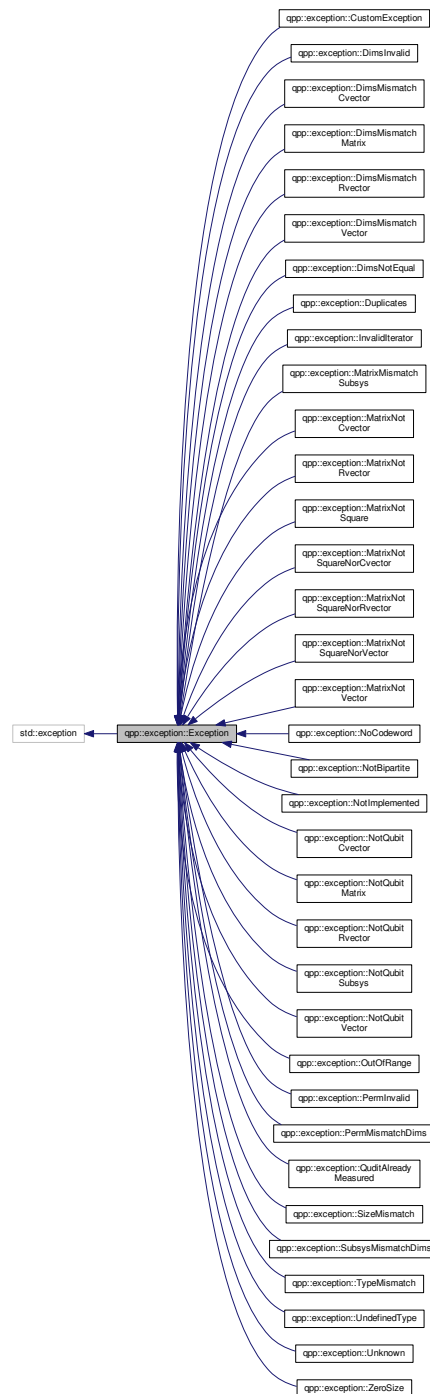 qpp::exception::CustomException
qpp::exception::DimsInvalid
qpp::exception::DimsMismatch
Cvector
qpp::exception::DimsMismatch
Matrix
qpp::exception::DimsMismatch
Rvector
qpp::exception::DimsMismatch
Vector
qpp::exception::DimsNotEqual
qpp::exception::Duplicates
qpp::exception::InvalidIterator
qpp::exception::MatrixMismatch
Subsys
qpp::exception::MatrixNot
Cvector
qpp::exception::MatrixNot
Rvector
qpp::exception::MatrixNot
Square
qpp::exception::MatrixNot
SquareNorCvector
qpp::exception::MatrixNot
SquareNorRvector
qpp::exception::MatrixNot
SquareNorVector
qpp::exception::MatrixNot
Vector
std::exception
qpp::exception::Exception
qpp::exception::NoCodeword
qpp::exception::NotBipartite
qpp::exception::NotImplemented
qpp::exception::NotQubit
Cvector
qpp::exception::NotQubit
Matrix
qpp::exception::NotQubit
Rvector
qpp::exception::NotQubit
Subsys
qpp::exception::NotQubit
Vector
qpp::exception::OutOfRange
qpp::exception::PermInvalid
qpp::exception::PermMismatchDims
qpp::exception::QuditAlready
Measured
qpp::exception::SizeMismatch
qpp::exception::SubsysMismatchDims
qpp::exception::TypeMismatch
qpp::exception::UndefinedType
qpp::exception::Unknown
qpp::exception::ZeroSize